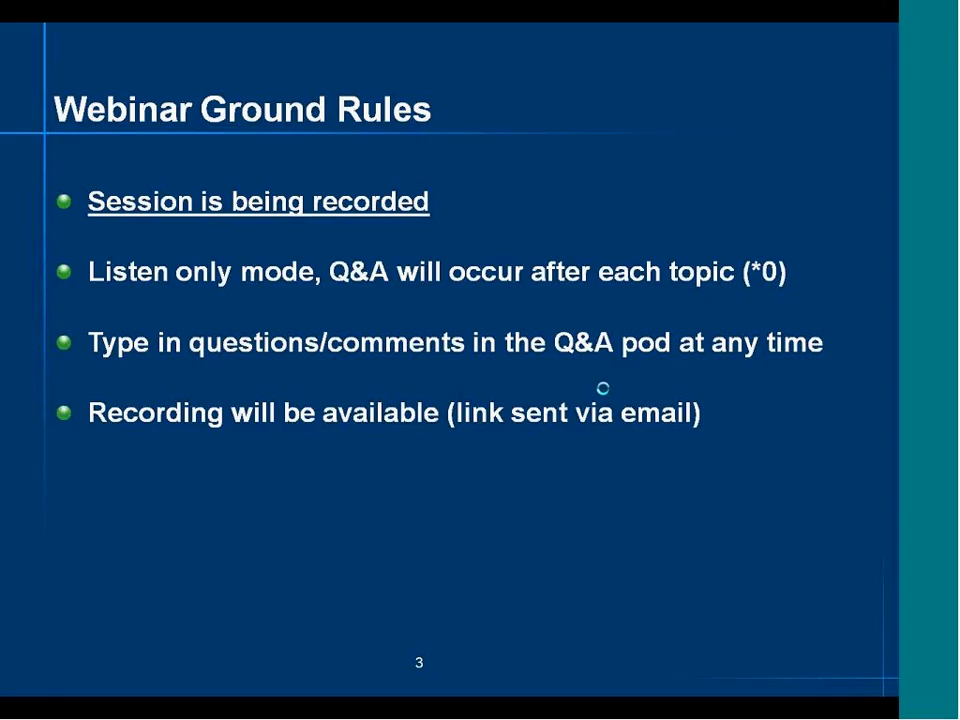 Webinar Ground Rules
Session is being recorded
Listen only mode, Q&A will occur after each topic (*0)
Type in questions/comments in the Q&A pod at any time
Recording will be available (link sent via email)
3